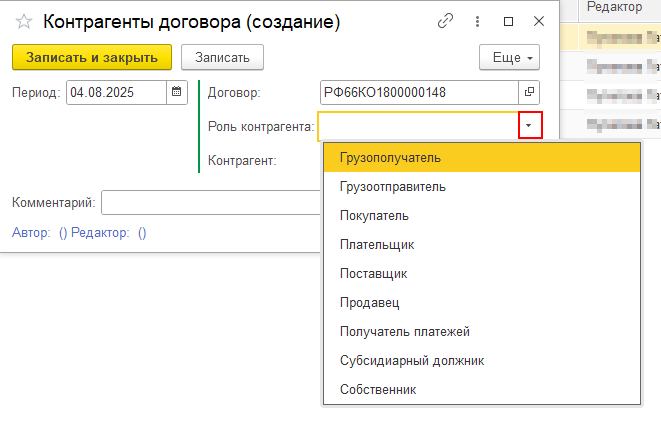 Контрагенты договора (создание)
Редактор
Записать и закрыть
Записать
Еще
Период: 04.08.2025
Договор: РФ66КО1800000148
Роль контрагента:
Контрагент:
Грузополучатель
Грузоотправитель
Покупатель
Плательщик
Поставщик
Продавец
Получатель платежей
Субсидиарный должник
Собственник
Комментарий:
Автор: () Редактор: ()